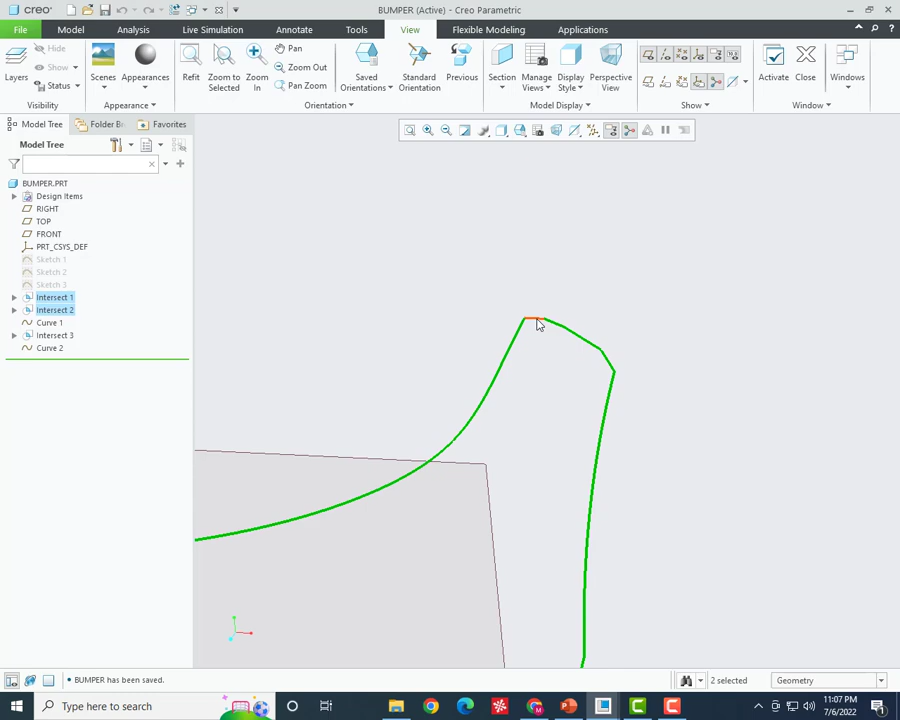 creo
BUMPER (Active) - Creo Parametric
File
Model
Analysis
Live Simulation
Annotate
Tools
View
Flexible Modeling
Applications
Layers
Hide
Show
Status
Scenes
Appearances
Refit
Zoom to
Selected
Zoom
In
Pan
Zoom Out
Pan Zoom
Saved
Orientations
Standard
Orientation
Previous
Section
Manage
Views
Display
Style
Perspective
View
Activate
Close
Windows
Visibility
Appearance
Orientation
Model Display
Show
Window
Model Tree
Folder B
Favorites
Model Tree
BUMPER.PRT
Design Items
RIGHT
TOP
FRONT
PRT_CSYS_DEF
Sketch 1
Sketch 2
Sketch 3
Intersect 1
Intersect 2
Curve 1
Intersect 3
Curve 2
BUMPER has been saved.
2 selected
Geometry
Type here to search
11:07 PM
7/6/2022